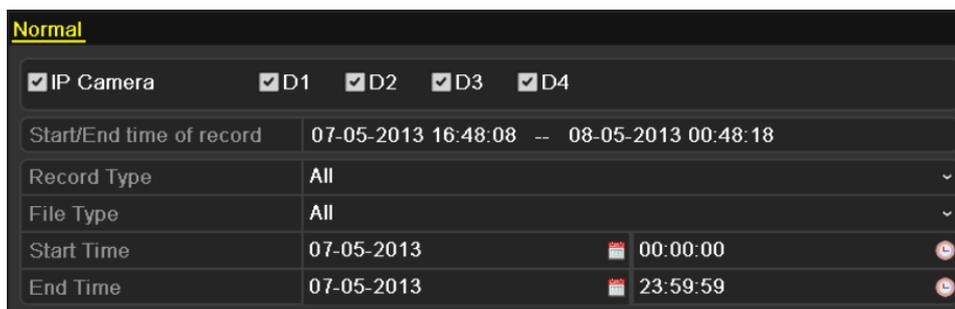 Normal
IP Camera D1 D2 D3 D4
Start/End time of record 07-05-2013 16:48:08 -- 08-05-2013 00:48:18
Record Type All
File Type All
Start Time 07-05-2013 00:00:00
End Time 07-05-2013 23:59:59